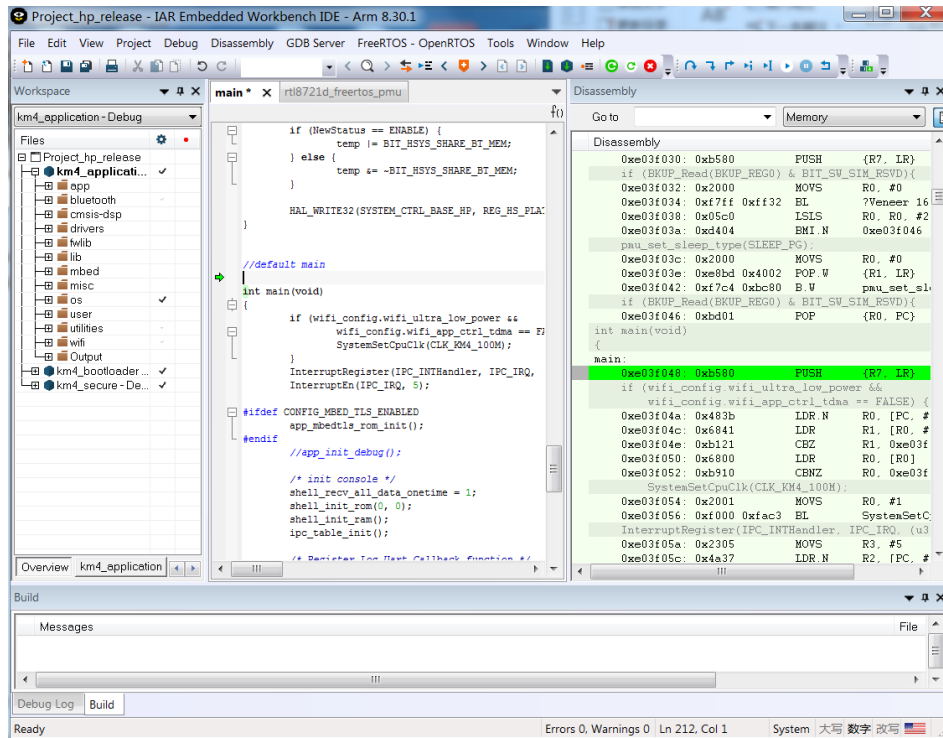 Project_hp_release - IAR Embedded Workbench IDE - Arm 8.30.1
File Edit View Project Debug Disassembly GDB Server FreeRTOS - OpenRTOS Tools Window Help
Workspace
km4_application - Debug
Files
Project_hp_release
km4_applicati...
app
bluetooth
cmsis-dsp
drivers
fwlib
lib
mbed
misc
os
user
utilities
wifi
Output
km4_bootloader ...
km4_secure - De...
Overview km4_application
main * rtl8721d_freertos_pmu
f()
if (NewStatus == ENABLE) {
temp |= BIT_HSYS_SHARE_BT_MEM;
} else {
temp &= ~BIT_HSYS_SHARE_BT_MEM;
}
HAL_WRITE32(SYSTEM_CTRL_BASE_HP, REG_HS_PLA
}
//default main
int main(void)
{
if (wifi_config.wifi_ultra_low_power &&
wifi_config.wifi_app_ctrl_tdma == FA
SystemSetCpuClk(CLK_KM4_100M);
}
InterruptRegister(IPC_INTHandler, IPC_IRQ,
InterruptEn(IPC_IRQ, 5);
#ifdef CONFIG_MBED_TLS_ENABLED
app_mbedtls_rom_init();
#endif
//app_init_debug();
/* init console */
shell_recv_all_data_onetime = 1;
shell_init_rom(0, 0);
shell_init_ram();
ipc_table_init();
/* Register Log Uart Callback function */
Disassembly
Go to Memory
Disassembly
0xe03f030: 0xb580 PUSH {R7, LR}
if (BKUP_Read(BKUP_REG0) & BIT_SW_SIM_RSVD){
0xe03f032: 0x2000 MOVS R0, #0
0xe03f034: 0xf7ff 0xff32 BL ?Veneer 16
0xe03f038: 0x05c0 LSLS R0, R0, #2
0xe03f03a: 0xd404 BMI.N 0xe03f046
pmu_set_sleep_type(SLEEP_PG);
0xe03f03c: 0x2000 MOVS R0, #0
0xe03f03e: 0xe8bd 0x4002 POP.W {R1, LR}
0xe03f042: 0xf7c4 0xbc80 B.W pmu_set_sl
if (BKUP_Read(BKUP_REG0) & BIT_SW_SIM_RSVD){
0xe03f046: 0xbd01 POP {R0, PC}
int main(void)
{
main:
0xe03f048: 0xb580 PUSH {R7, LR}
if (wifi_config.wifi_ultra_low_power &&
wifi_config.wifi_app_ctrl_tdma == FALSE) {
0xe03f04a: 0x483b LDR.N R0, [PC, #
0xe03f04c: 0x6841 LDR R1, [R0, #
0xe03f04e: 0xb121 CBZ R1, 0xe03f
0xe03f050: 0x6800 LDR R0, [R0]
0xe03f052: 0xb910 CBNZ R0, 0xe03f
SystemSetCpuClk(CLK_KM4_100M);
0xe03f054: 0x2001 MOVS R0, #1
0xe03f056: 0xf000 0xfac3 BL SystemSetC
InterruptRegister(IPC_INTHandler, IPC_IRQ, (u3
0xe03f05a: 0x2305 MOVS R3, #5
0xe03f05c: 0x4a37 LDR.N R2, [PC, #
Build
Messages File
Debug Log Build
Ready Errors 0, Warnings 0 Ln 212, Col 1 System 大写 数字 改写